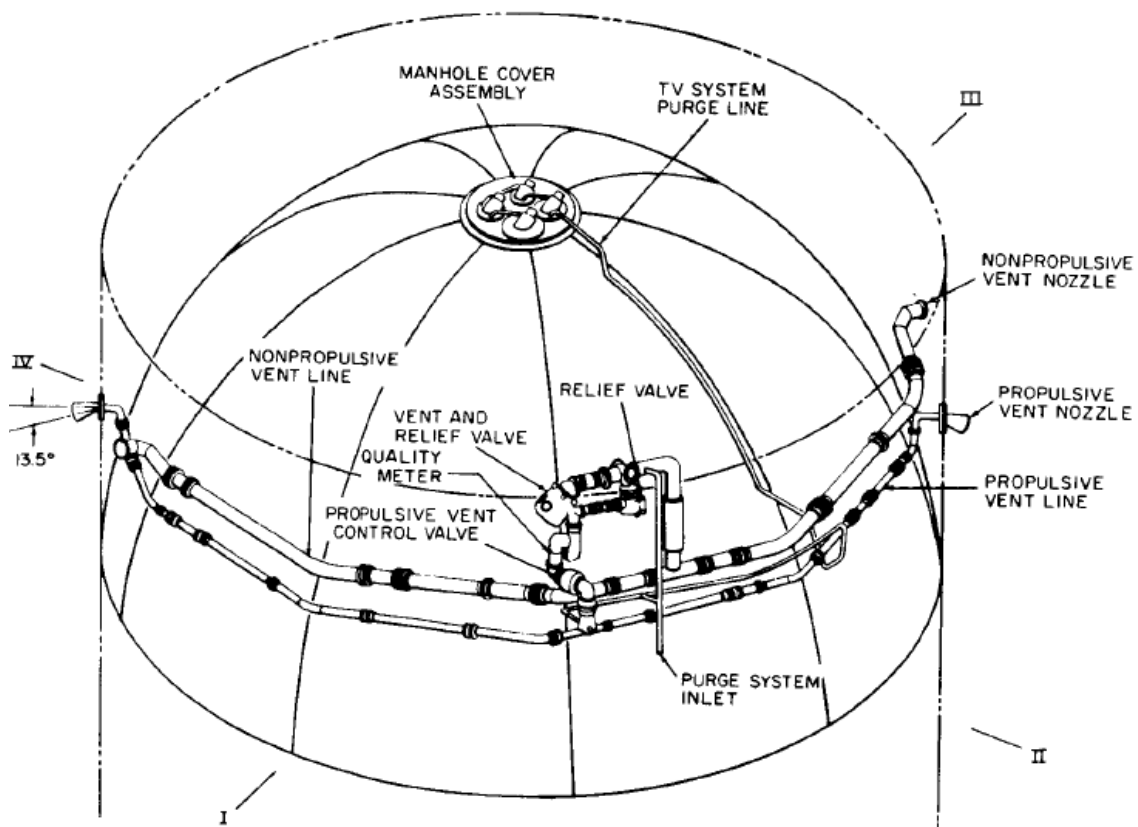 MANHOLE COVER
ASSEMBLY
TV SYSTEM
PURGE LINE
III
NONPROPULSIVE
VENT NOZZLE
IV
NONPROPULSIVE
VENT LINE
RELIEF VALVE
VENT AND
RELIEF VALVE
PROPULSIVE
VENT NOZZLE
13.5°
QUALITY
METER
PROPULSIVE
VENT LINE
PROPULSIVE VENT
CONTROL VALVE
PURGE SYSTEM
INLET
II
I